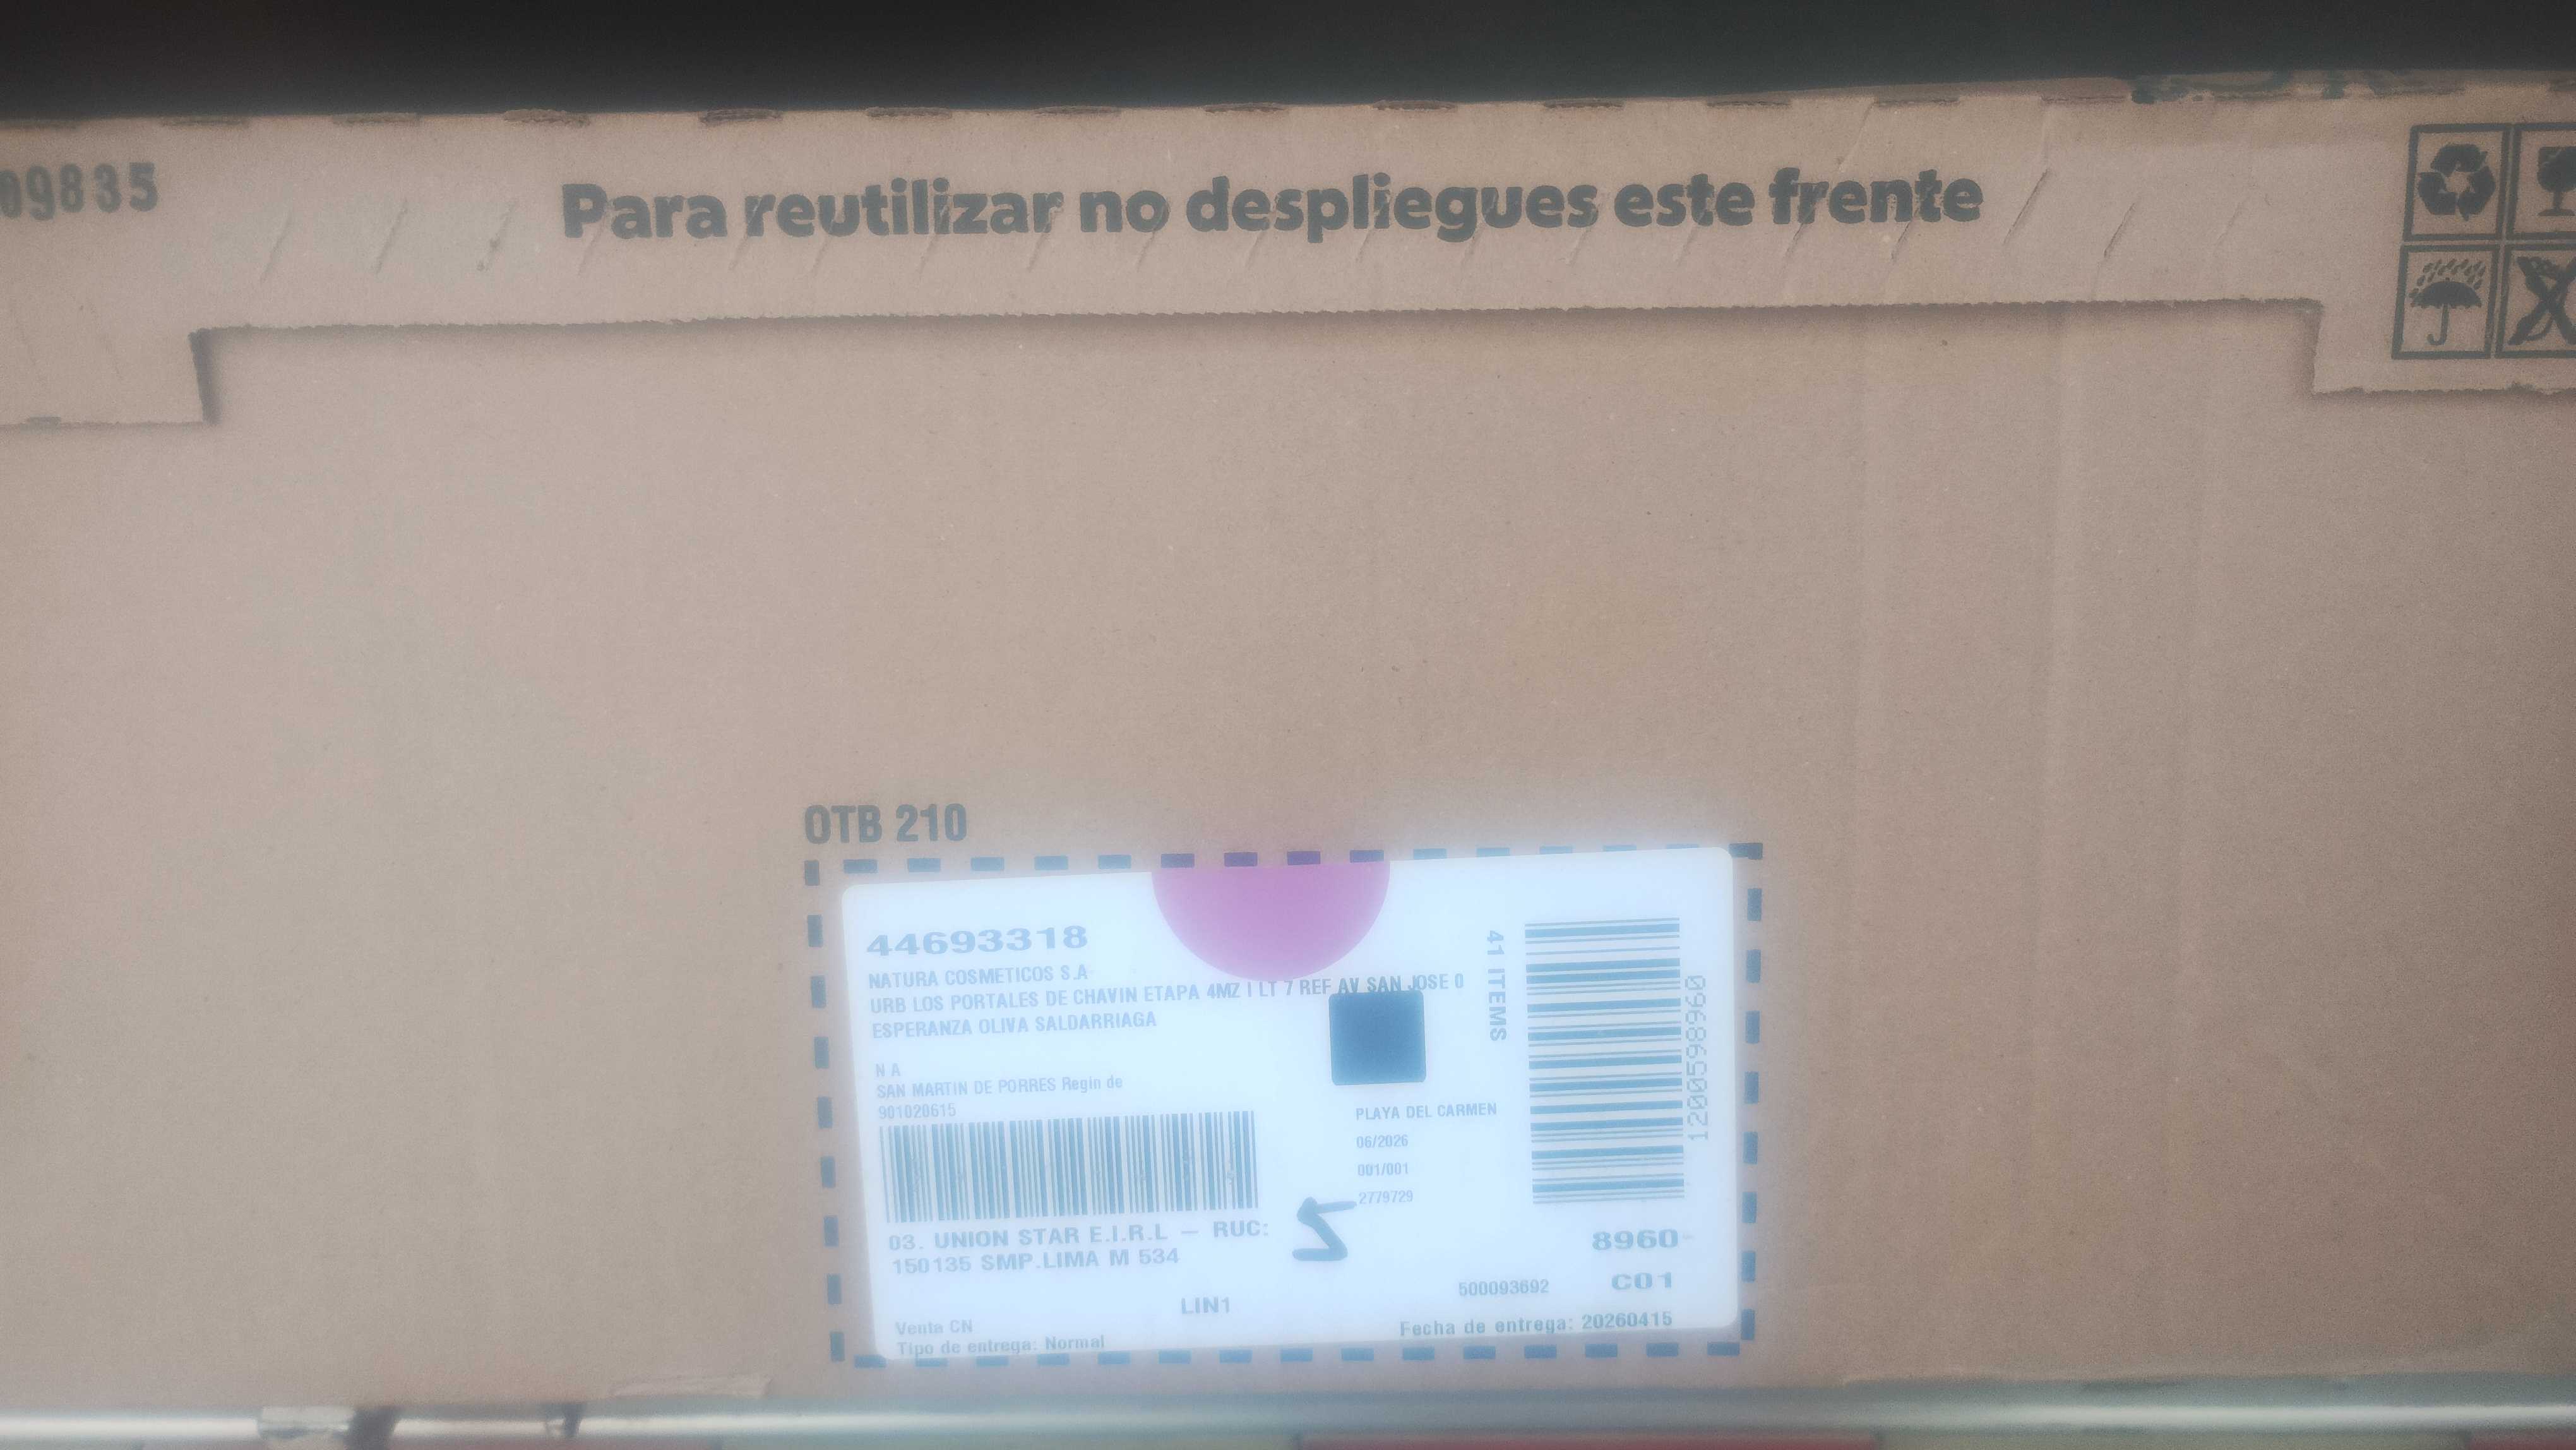 09835
Para reutilizar no despliegues este frente
OTB 210
44693318
NATURA COSMETICOS S.A
URB LOS PORTALES DE CHAVIN ETAPA 4MZ I LT 7 REF AV SAN JOSE 0
ESPERANZA OLIVA SALDARRIAGA
N A
SAN MARTIN DE PORRES Regin de
901020615
03. UNION STAR E.I.R.L – RUC:
150135 SMP.LIMA M 534
LIN1
Venta CN
Tipo de entrega: Normal
41 ITEMS
1200598960
PLAYA DEL CARMEN
06/2026
001/001
2779729
8960
500093692 C01
Fecha de entrega: 20260415